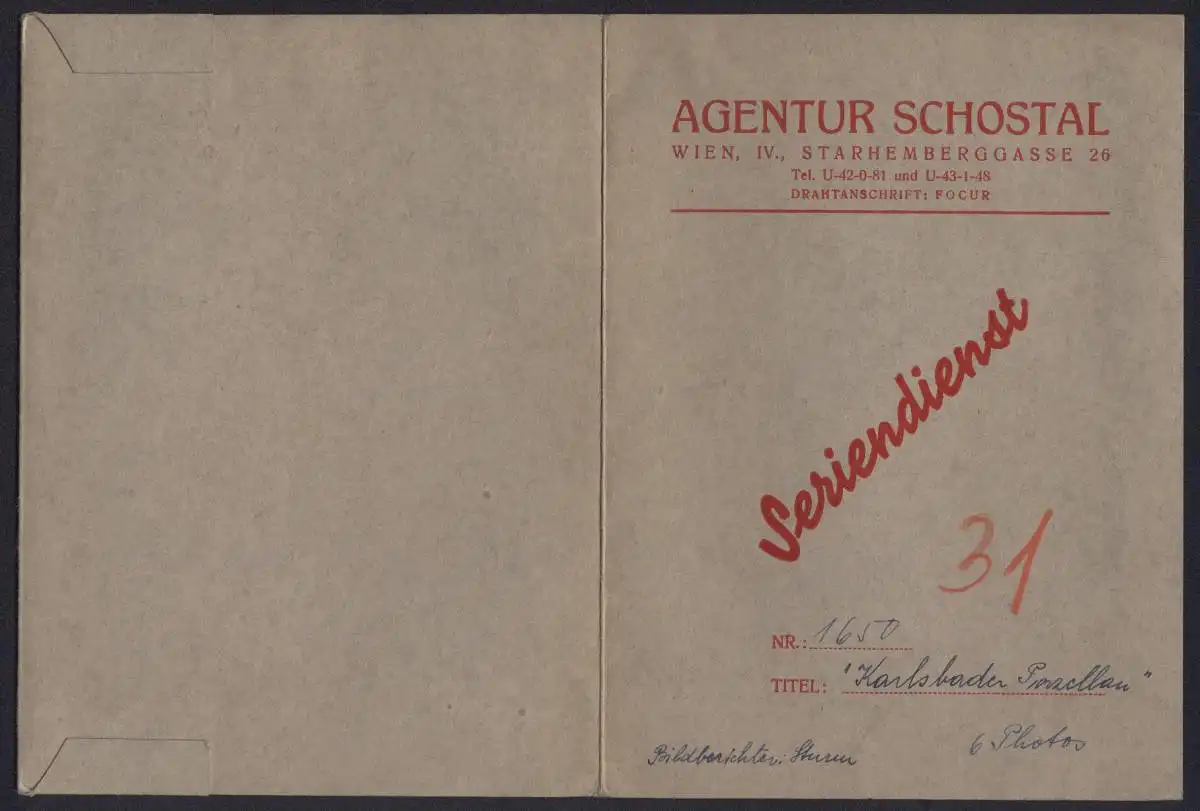 AGENTUR SCHOSTAL
WIEN, IV., STARHEMBERGGASSE 26
Tel. U-42-0-81 und U-43-1-48
DRAHTANSCHRIFT: FOCUR
Seriendienst
31
NR.: 1650
TITEL: "Karlsbader Porzellan"
6 Photos
Bildberichter: Sturm